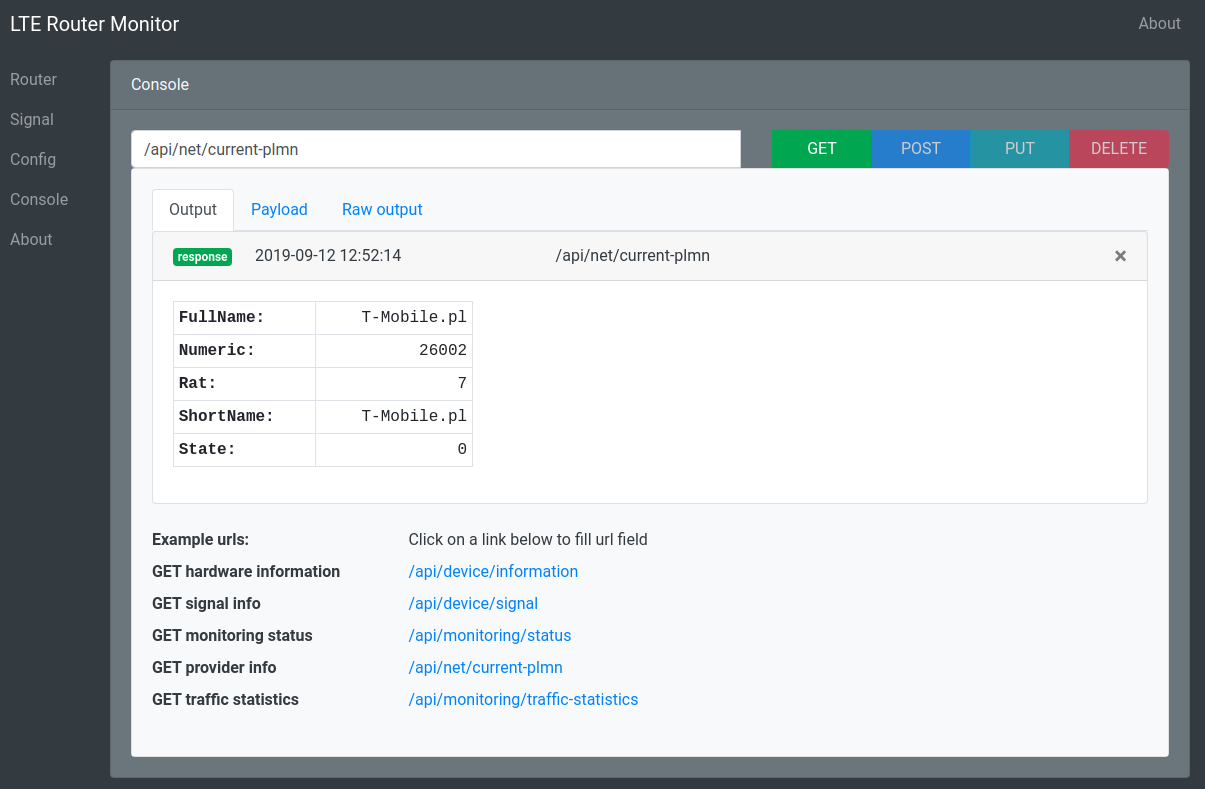 LTE Router Monitor
About
Router
Signal
Config
Console
About
Console
/api/net/current-plmn
GET POST PUT DELETE
Output Payload Raw output
response 2019-09-12 12:52:14 /api/net/current-plmn ×
FullName: T-Mobile.pl
Numeric: 26002
Rat: 7
ShortName: T-Mobile.pl
State: 0
Example urls: Click on a link below to fill url field
GET hardware information /api/device/information
GET signal info /api/device/signal
GET monitoring status /api/monitoring/status
GET provider info /api/net/current-plmn
GET traffic statistics /api/monitoring/traffic-statistics